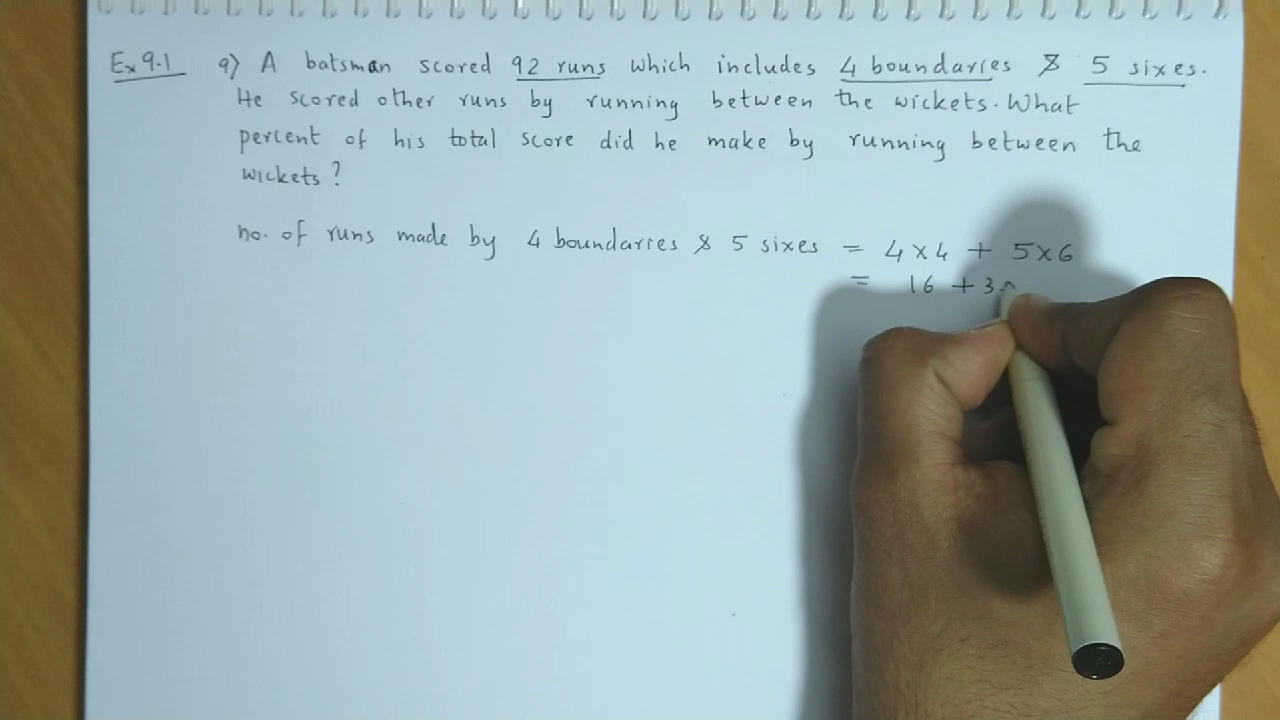 Ex 9.1 9) A batsman scored 92 runs which includes 4 boundaries & 5 sixes.
He scored other runs by running between the wickets. What
percent of his total score did he make by running between the
wickets?
no. of runs made by 4 boundaries & 5 sixes = 4 × 4 + 5 × 6
= 16 + 30